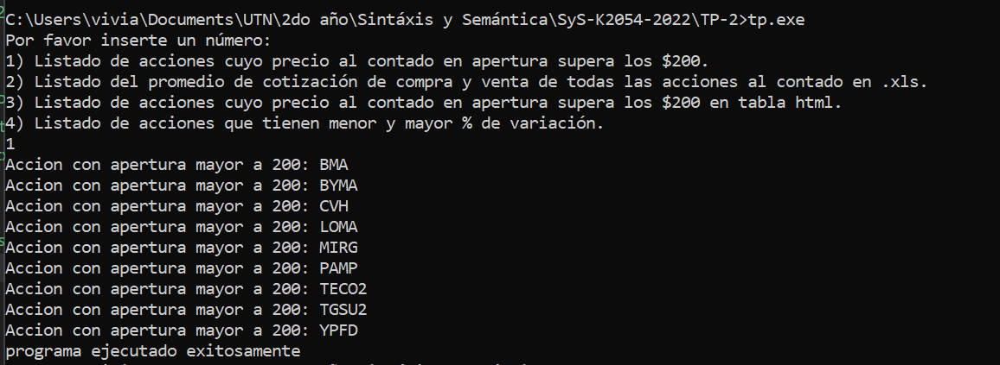 C:\Users\vivia\Documents\UTN\2do año\Sintáxis y Semántica\SyS-K2054-2022\TP-2>tp.exe
Por favor inserte un número:
1) Listado de acciones cuyo precio al contado en apertura supera los $200.
2) Listado del promedio de cotización de compra y venta de todas las acciones al contado en .xls.
3) Listado de acciones cuyo precio al contado en apertura supera los $200 en tabla html.
4) Listado de acciones que tienen menor y mayor % de variación.
1
Accion con apertura mayor a 200: BMA
Accion con apertura mayor a 200: BYMA
Accion con apertura mayor a 200: CVH
Accion con apertura mayor a 200: LOMA
Accion con apertura mayor a 200: MIRG
Accion con apertura mayor a 200: PAMP
Accion con apertura mayor a 200: TECO2
Accion con apertura mayor a 200: TGSU2
Accion con apertura mayor a 200: YPFD
programa ejecutado exitosamente